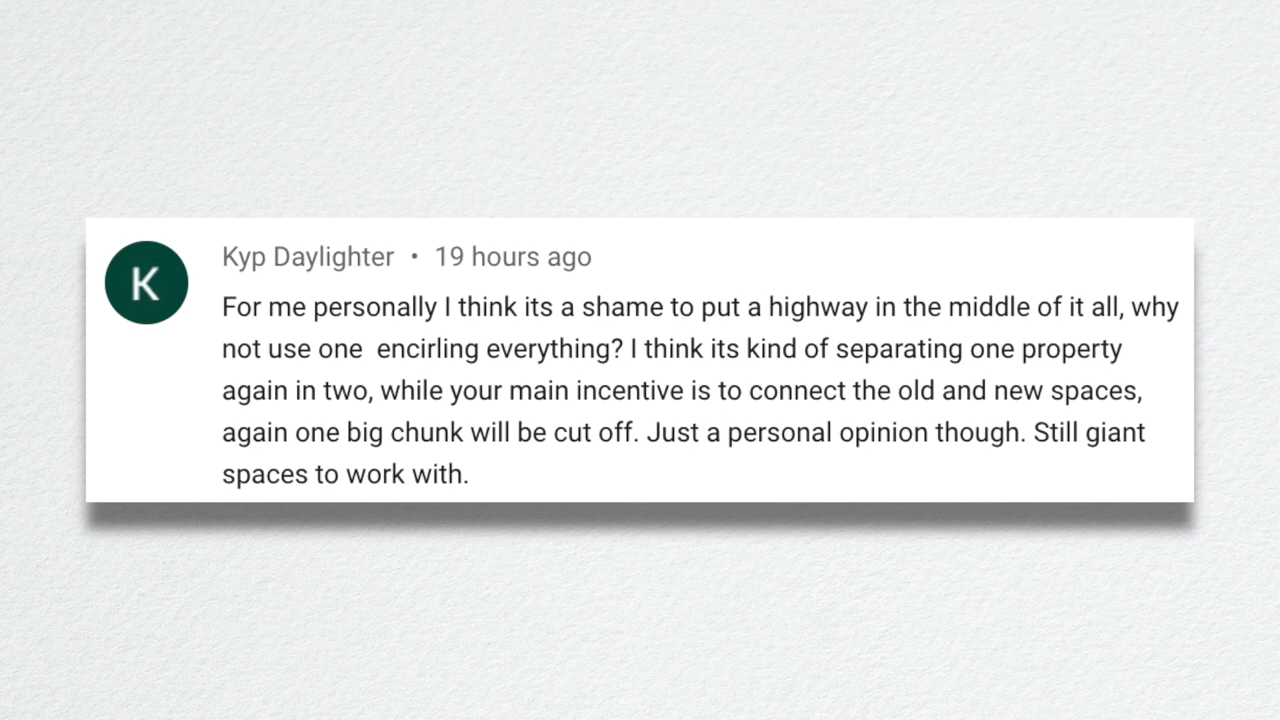 K
Kyp Daylighter • 19 hours ago
For me personally I think its a shame to put a highway in the middle of it all, why
not use one  encirling everything? I think its kind of separating one property
again in two, while your main incentive is to connect the old and new spaces,
again one big chunk will be cut off. Just a personal opinion though. Still giant
spaces to work with.